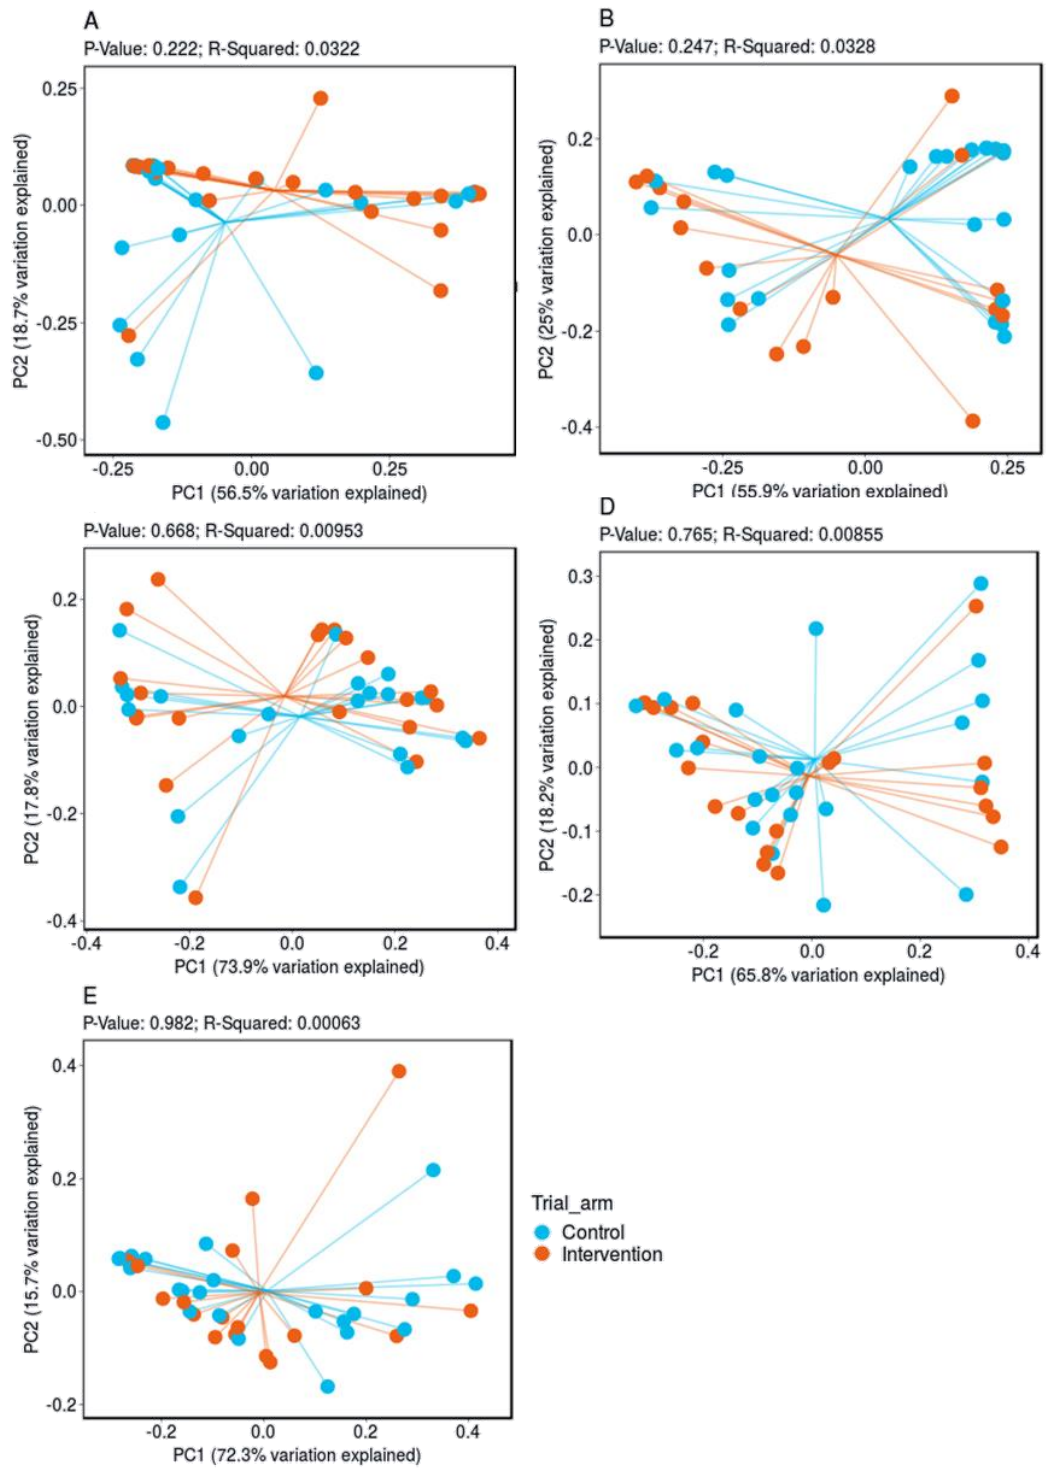 A
P-Value: 0.222; R-Squared: 0.0322
0.25
0.00
-0.25
-0.50
PC2 (18.7% variation explained)
-0.25 0.00 0.25
PC1 (56.5% variation explained)
B
P-Value: 0.247; R-Squared: 0.0328
0.2
0.0
-0.2
-0.4
PC2 (25% variation explained)
-0.25 0.00 0.25
PC1 (55.9% variation explained)
P-Value: 0.668; R-Squared: 0.00953
0.2
0.0
-0.2
-0.4
PC2 (17.8% variation explained)
-0.4 -0.2 0.0 0.2 0.4
PC1 (73.9% variation explained)
D
P-Value: 0.765; R-Squared: 0.00855
0.3
0.2
0.1
0.0
-0.1
-0.2
PC2 (18.2% variation explained)
-0.2 0.0 0.2 0.4
PC1 (65.8% variation explained)
E
P-Value: 0.982; R-Squared: 0.00063
0.4
0.2
0.0
-0.2
PC2 (15.7% variation explained)
-0.2 0.0 0.2 0.4
PC1 (72.3% variation explained)
Trial_arm
Control
Intervention